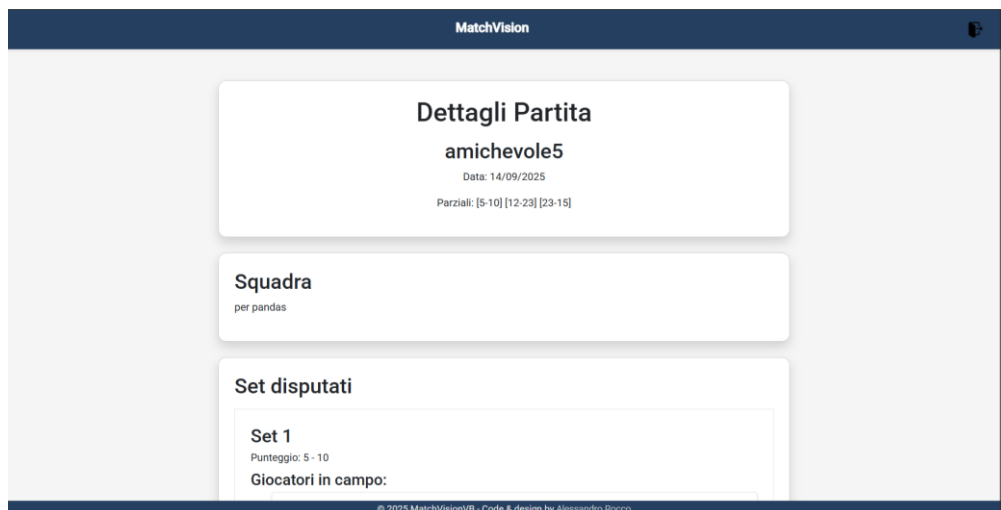 MatchVision
Dettagli Partita
amichevole5
Data: 14/09/2025
Parziali: [5-10] [12-23] [23-15]
Squadra
per pandas
Set disputati
Set 1
Punteggio: 5 - 10
Giocatori in campo:
© 2025 MatchVisionVB - Code & design by Alessandro Rocco